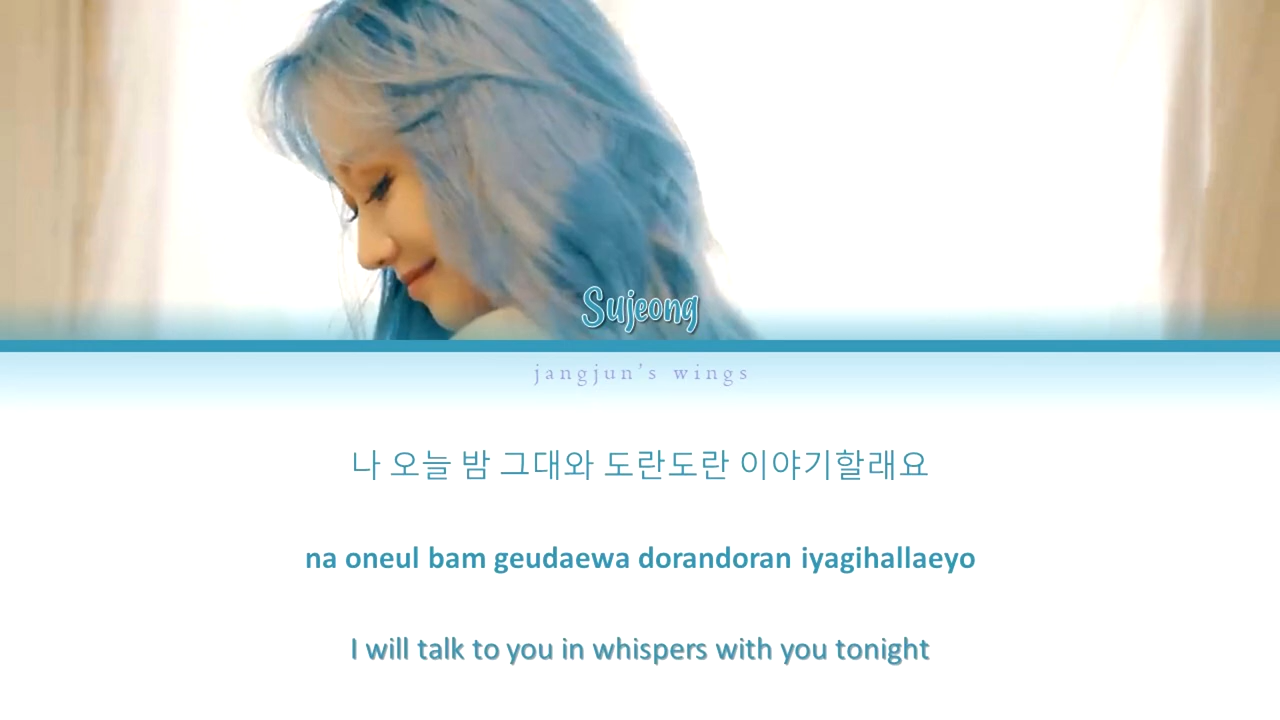 Sujeong
jangjun's wings
나 오늘 밤 그대와 도란도란 이야기할래요
na oneul bam geudaewa dorandoran iyagihallaeyo
I will talk to you in whispers with you tonight